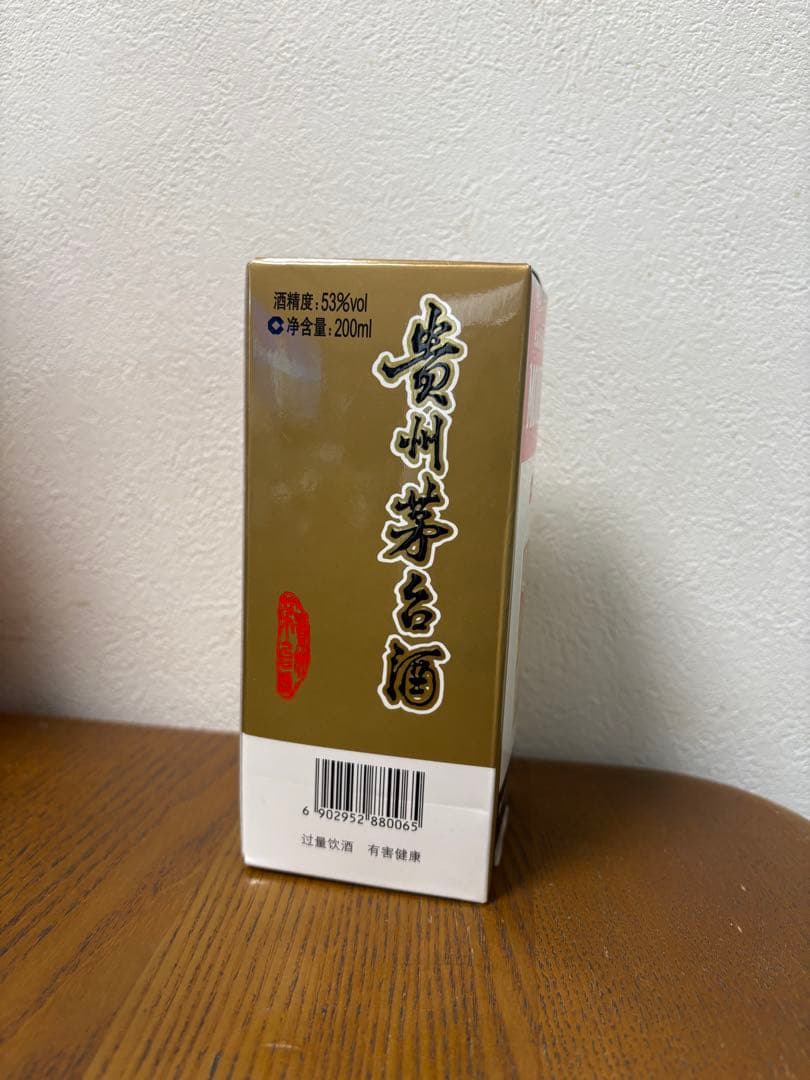 酒精度：53%vol
净含量：200ml
贵州茅台酒
6 902952 880065
过量饮酒 有害健康